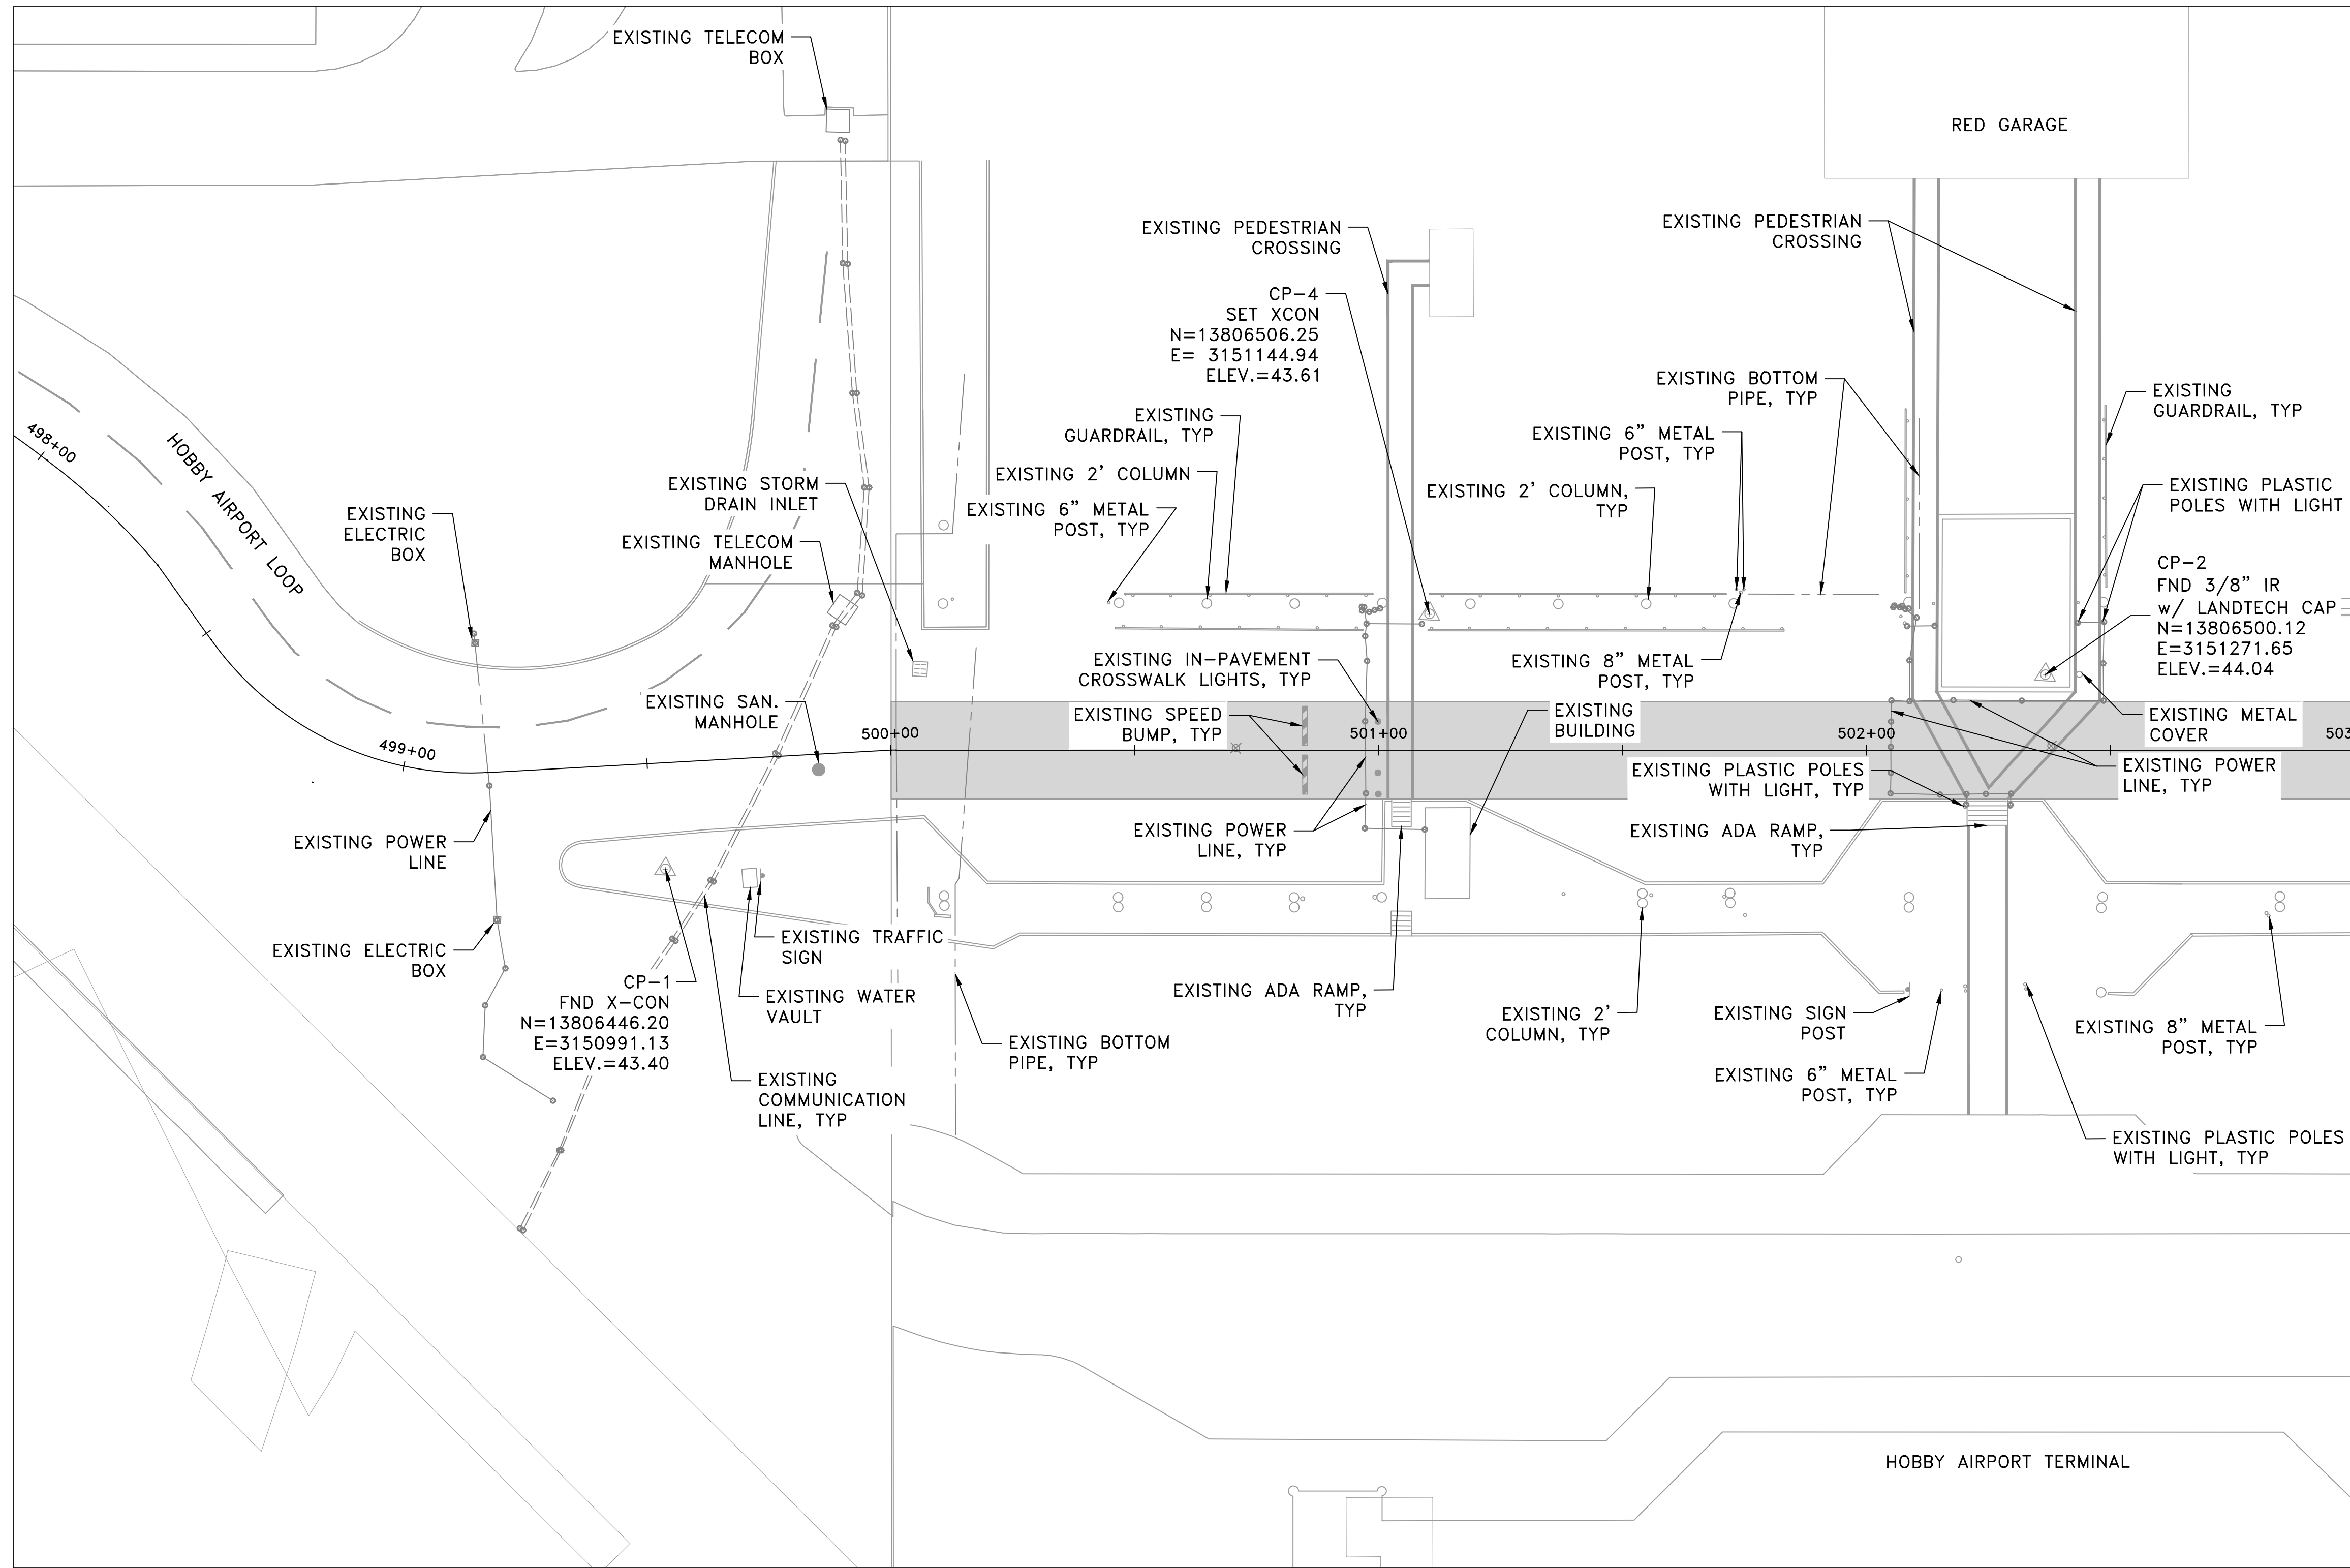 EXISTING TELECOM
BOX
RED GARAGE
EXISTING PEDESTRIAN
CROSSING
EXISTING PEDESTRIAN
CROSSING
CP-4
SET XCON
N=13806506.25
E= 3151144.94
ELEV.=43.61
EXISTING BOTTOM
PIPE, TYP
EXISTING
GUARDRAIL, TYP
EXISTING
GUARDRAIL, TYP
EXISTING 6" METAL
POST, TYP
498+00
HOBBY AIRPORT LOOP
EXISTING STORM
DRAIN INLET
EXISTING 2' COLUMN
EXISTING 2' COLUMN,
TYP
EXISTING PLASTIC
POLES WITH LIGHT
EXISTING
ELECTRIC
BOX
EXISTING 6" METAL
POST, TYP
EXISTING TELECOM
MANHOLE
CP-2
FND 3/8" IR
w/ LANDTECH CAP
N=13806500.12
E=3151271.65
ELEV.=44.04
EXISTING IN-PAVEMENT
CROSSWALK LIGHTS, TYP
EXISTING 8" METAL
POST, TYP
EXISTING SAN.
MANHOLE
EXISTING SPEED
BUMP, TYP
EXISTING
BUILDING
EXISTING METAL
COVER
499+00
500+00
501+00
502+00
503
EXISTING PLASTIC POLES
WITH LIGHT, TYP
EXISTING POWER
LINE, TYP
EXISTING POWER
LINE
EXISTING POWER
LINE, TYP
EXISTING ADA RAMP,
TYP
EXISTING ELECTRIC
BOX
EXISTING TRAFFIC
SIGN
CP-1
FND X-CON
N=13806446.20
E=3150991.13
ELEV.=43.40
EXISTING WATER
VAULT
EXISTING ADA RAMP,
TYP
EXISTING 2'
COLUMN, TYP
EXISTING SIGN
POST
EXISTING 8" METAL
POST, TYP
EXISTING BOTTOM
PIPE, TYP
EXISTING
COMMUNICATION
LINE, TYP
EXISTING 6" METAL
POST, TYP
EXISTING PLASTIC POLES
WITH LIGHT, TYP
HOBBY AIRPORT TERMINAL